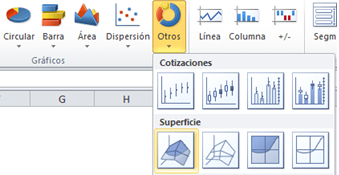 Circular Barra Área Dispersión Otros Línea Columna +/- Segm
Gráficos
Cotizaciones
G H
Superficie